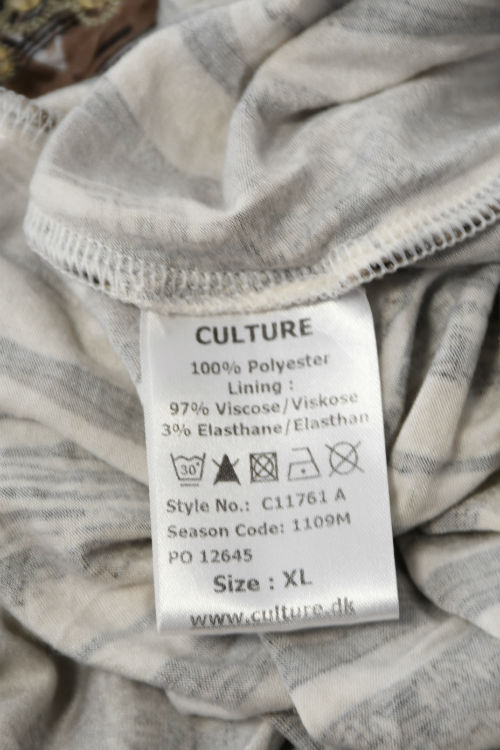 CULTURE
100% Polyester
Lining :
97% Viscose/Viskose
3% Elasthane/Elasthan
30°
Style No.: C11761 A
Season Code: 1109M
PO 12645
Size : XL
www.culture.dk